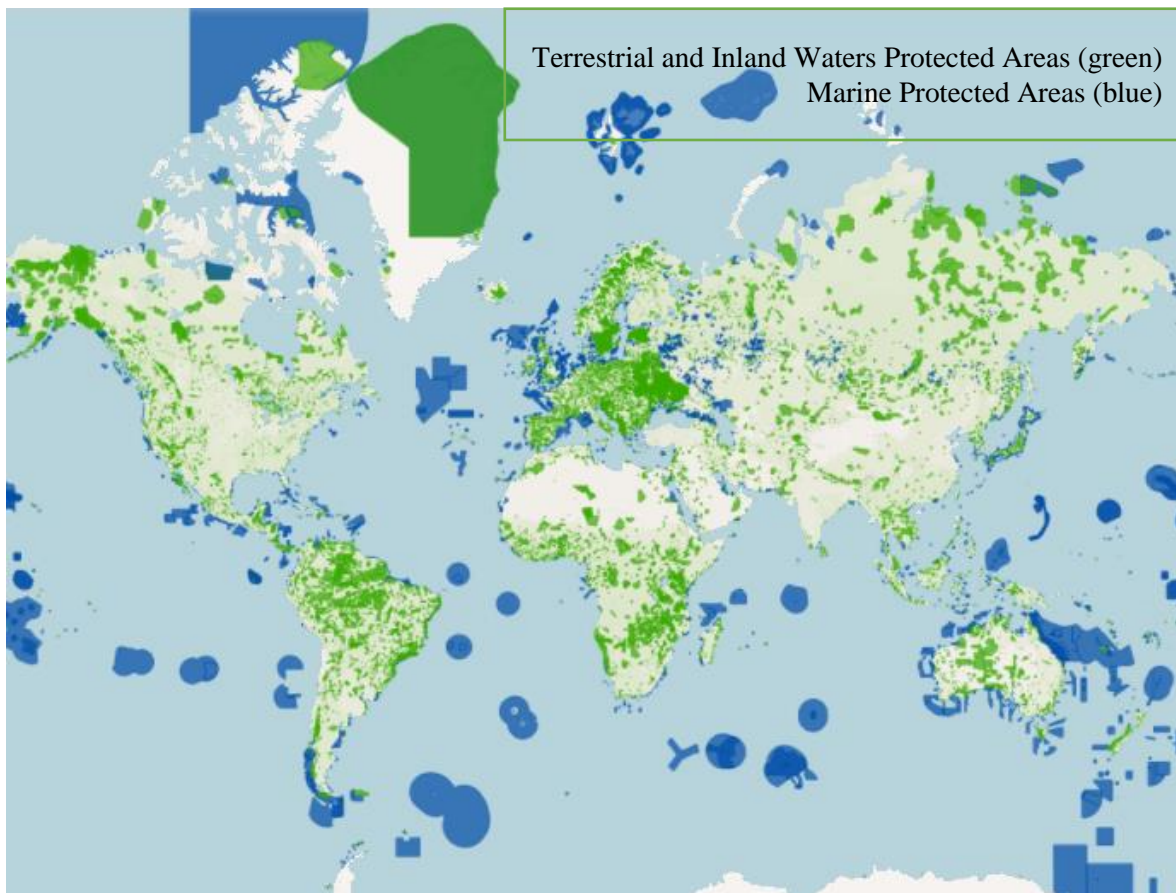 Terrestrial and Inland Waters Protected Areas (green)
Marine Protected Areas (blue)